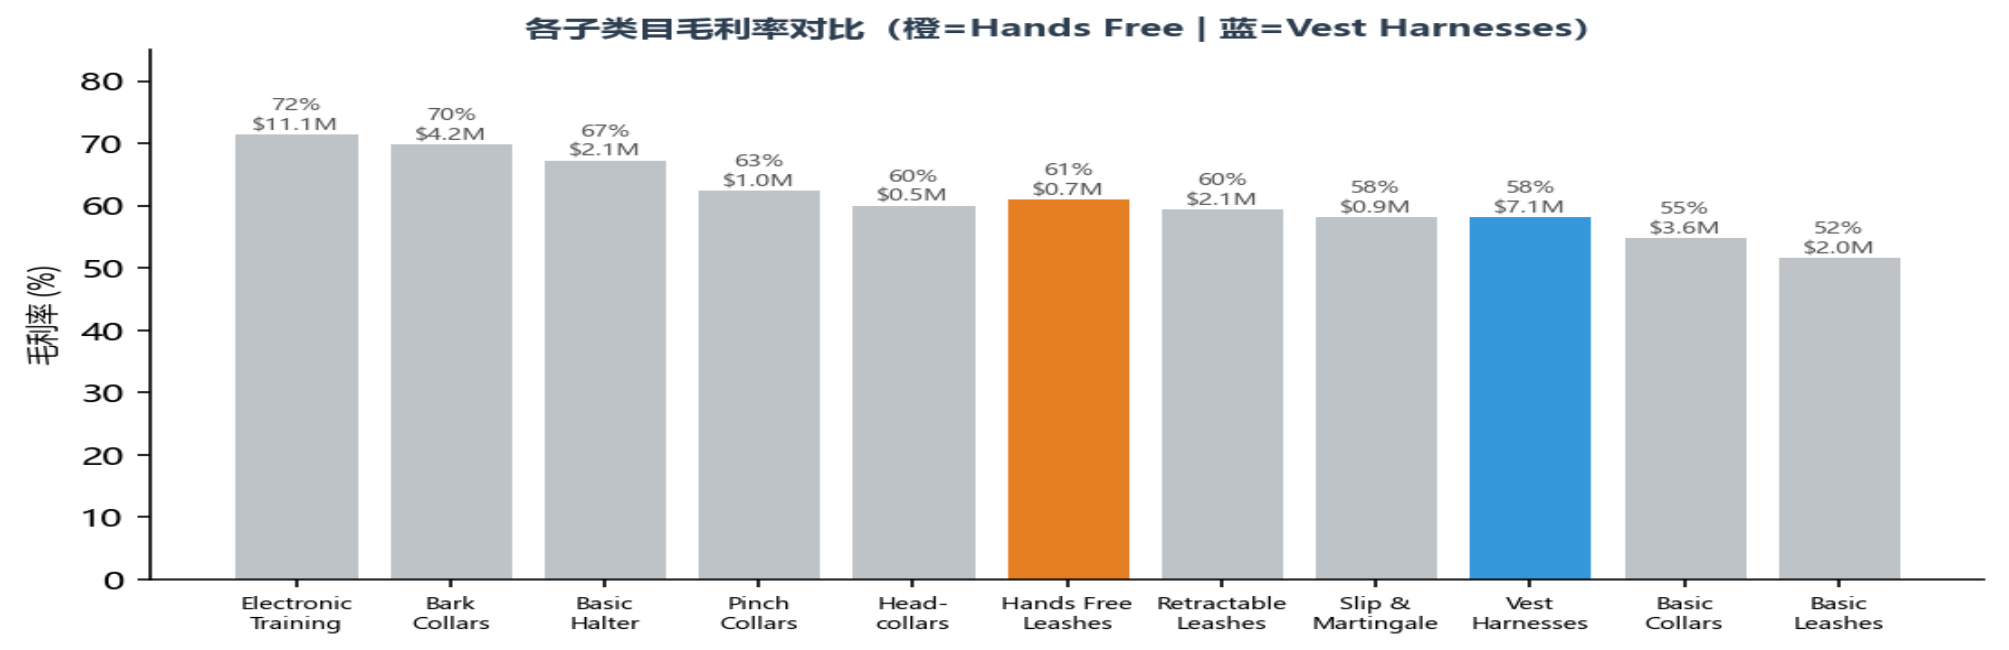 各子类目毛利率对比（橙=Hands Free | 蓝=Vest Harnesses）
毛利率 (%)
80
70
60
50
40
30
20
10
0
72%
$11.1M
70%
$4.2M
67%
$2.1M
63%
$1.0M
60%
$0.5M
61%
$0.7M
60%
$2.1M
58%
$0.9M
58%
$7.1M
55%
$3.6M
52%
$2.0M
Electronic
Training
Bark
Collars
Basic
Halter
Pinch
Collars
Head-
collars
Hands Free
Leashes
Retractable
Leashes
Slip &
Martingale
Vest
Harnesses
Basic
Collars
Basic
Leashes